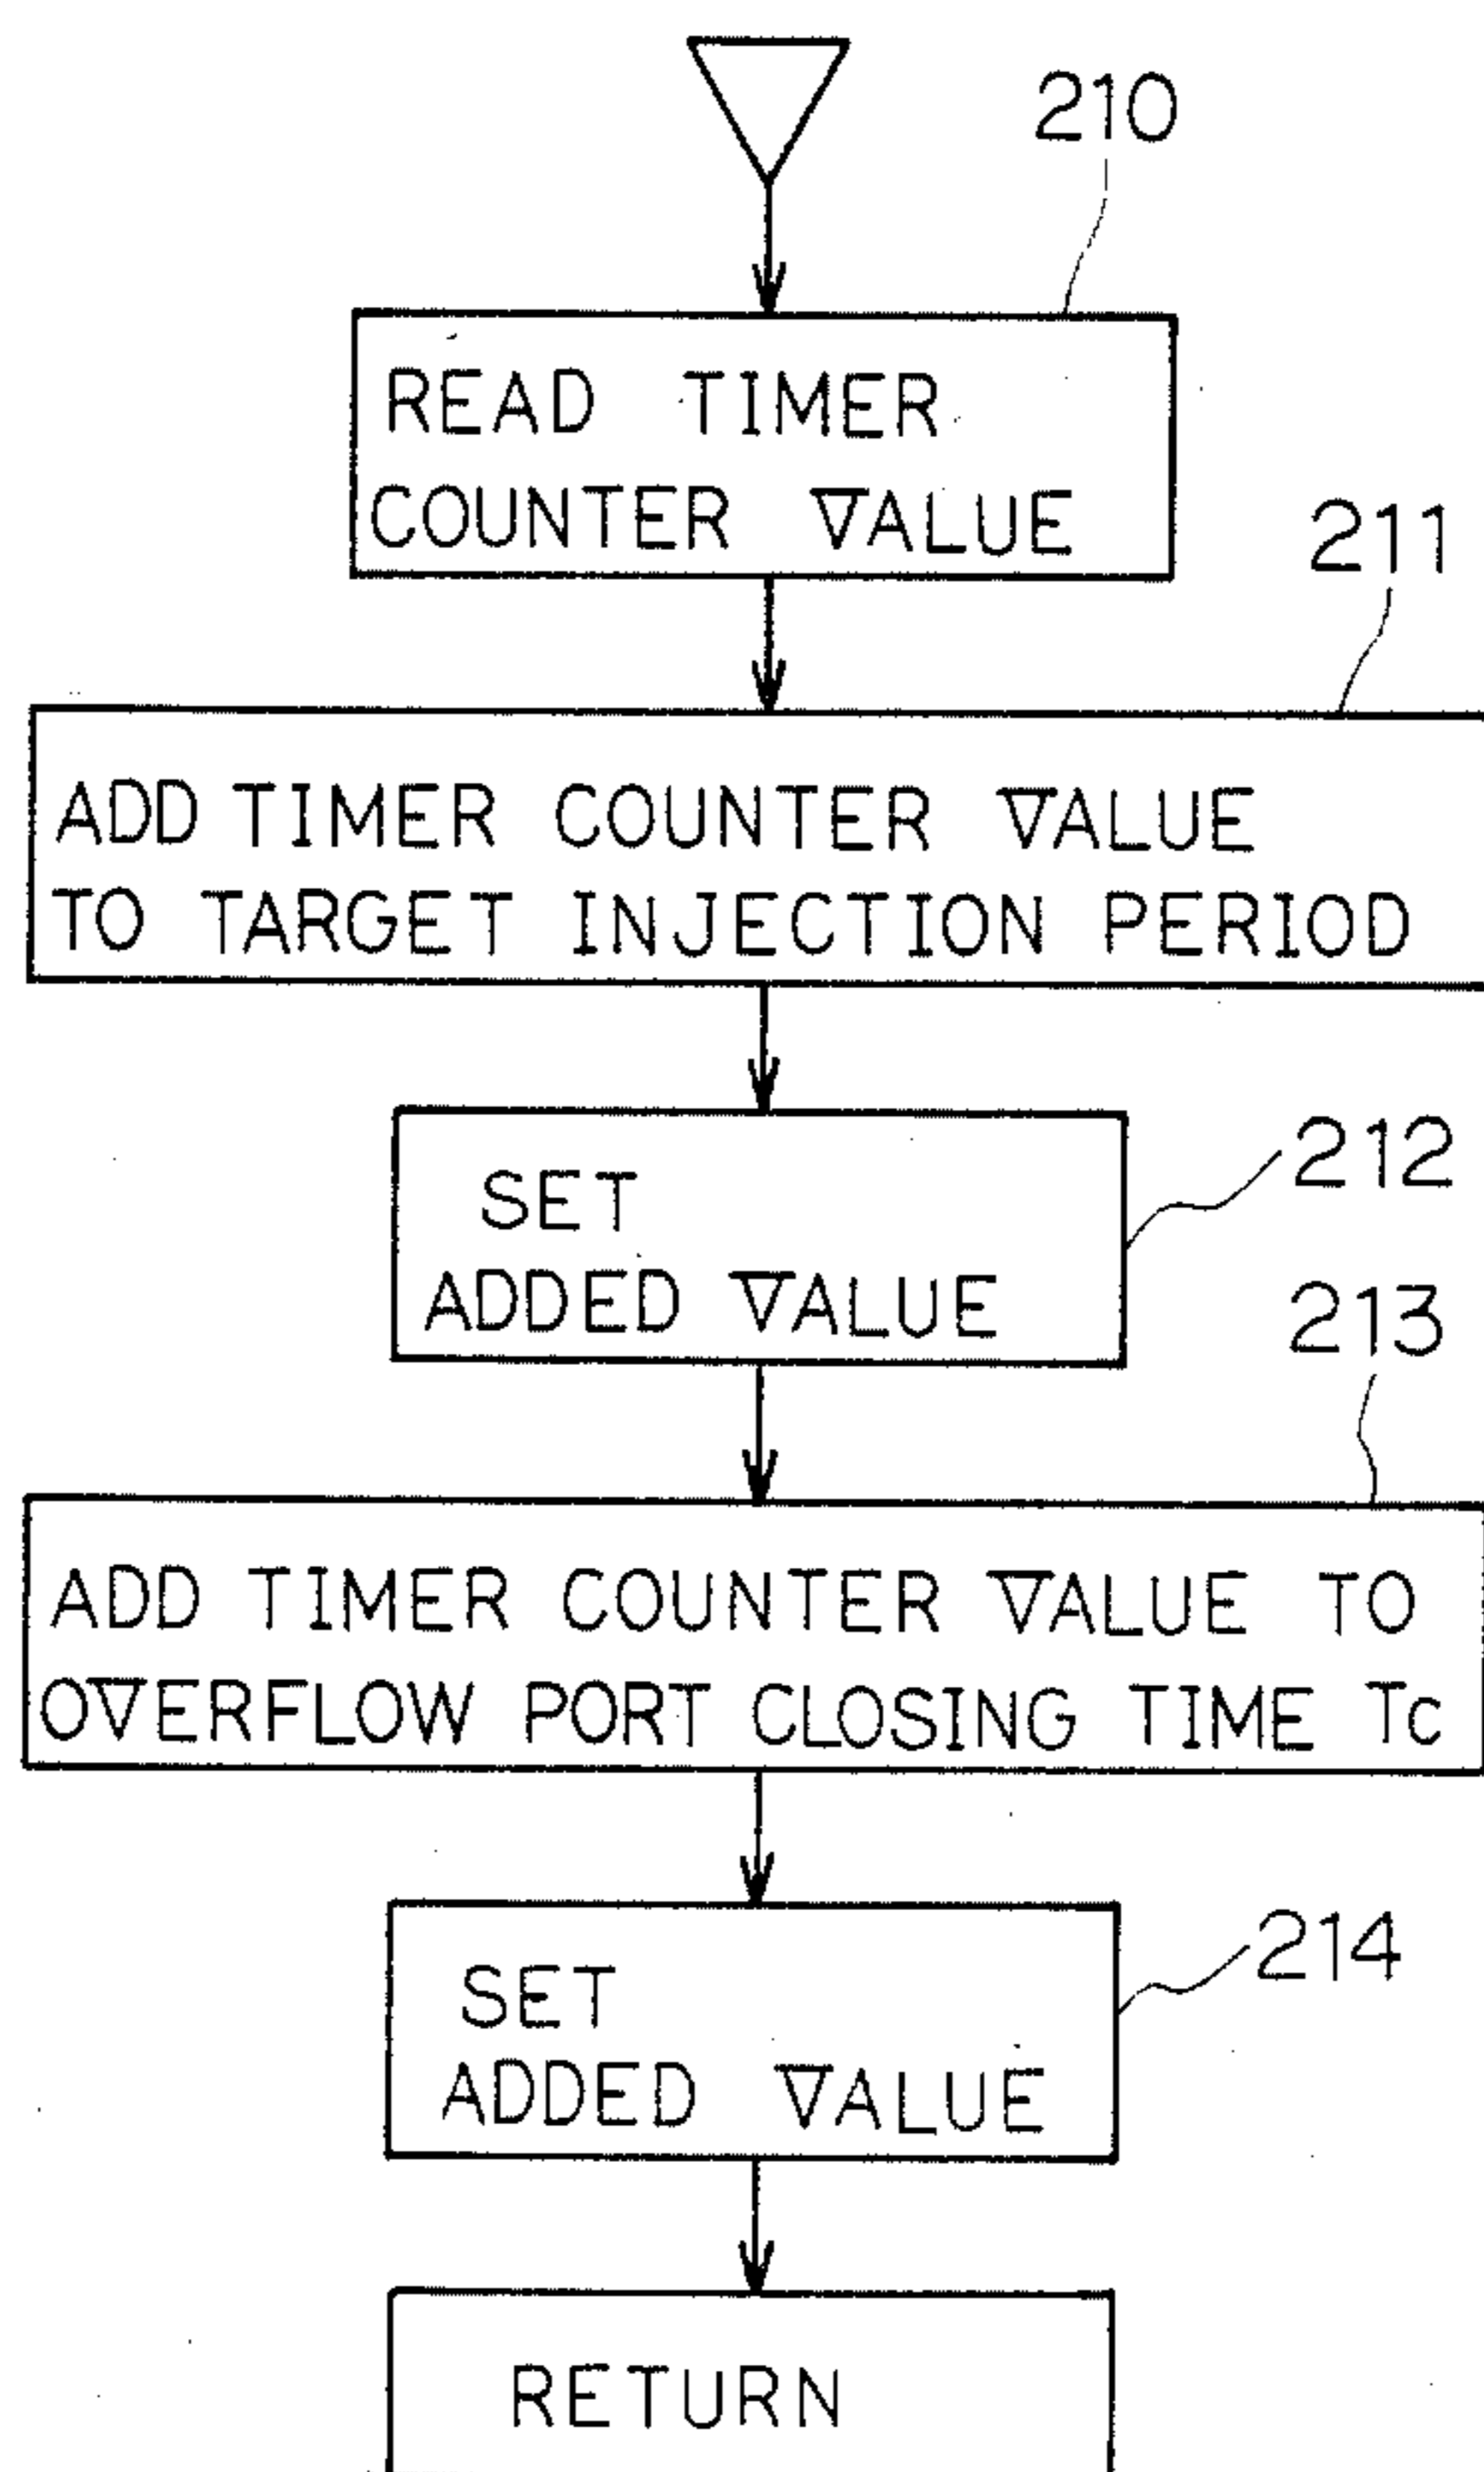 210
READ TIMER
COUNTER VALUE
211
ADD TIMER COUNTER VALUE
TO TARGET INJECTION PERIOD
212
SET
ADDED VALUE
213
ADD TIMER COUNTER VALUE TO
OVERFLOW PORT CLOSING TIME Tc
214
SET
ADDED VALUE
RETURN